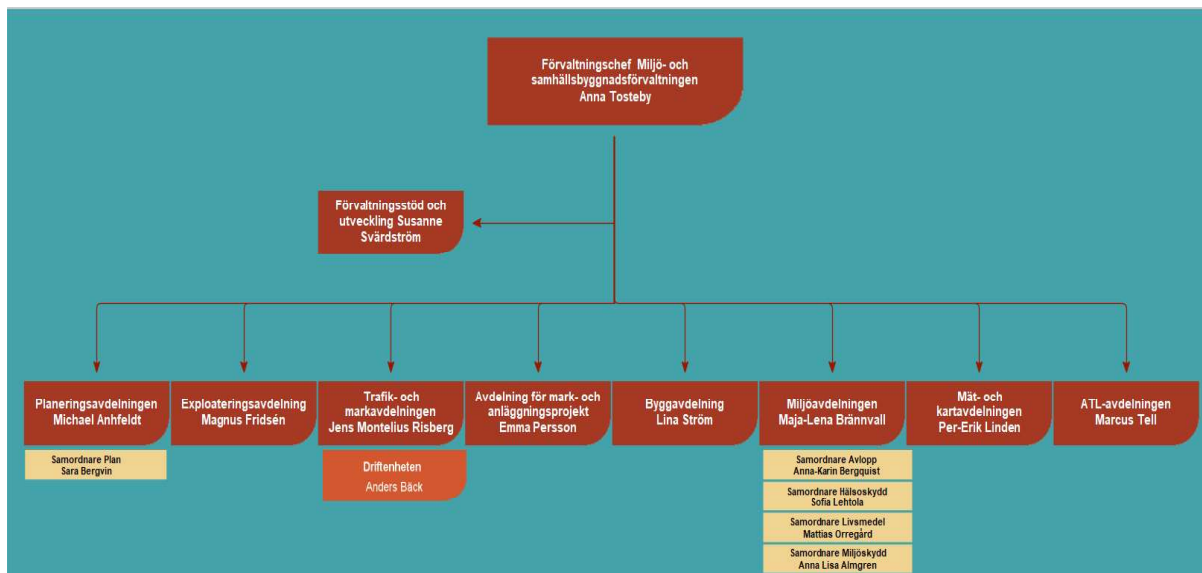 Förvaltningschef Miljö- och
samhällsbyggnadsförvaltningen
Anna Tosteby
Förvaltningsstöd och
utveckling Susanne
Svärdström
Planeringsavdelningen
Michael Anhfeldt
Exploateringsavdelning
Magnus Fridsén
Trafik- och
markavdelningen
Jens Montelius Risberg
Avdelning för mark- och
anläggningsprojekt
Emma Persson
Byggavdelning
Lina Ström
Miljöavdelningen
Maja-Lena Brännvall
Mät- och
kartavdelningen
Per-Erik Linden
ATL-avdelningen
Marcus Tell
Samordnare Plan
Sara Bergvin
Driftenheten
Anders Bäck
Samordnare Avlopp
Anna-Karin Bergquist
Samordnare Hälsoskydd
Sofia Lehtola
Samordnare Livsmedel
Mattias Orregård
Samordnare Miljöskydd
Anna Lisa Almgren